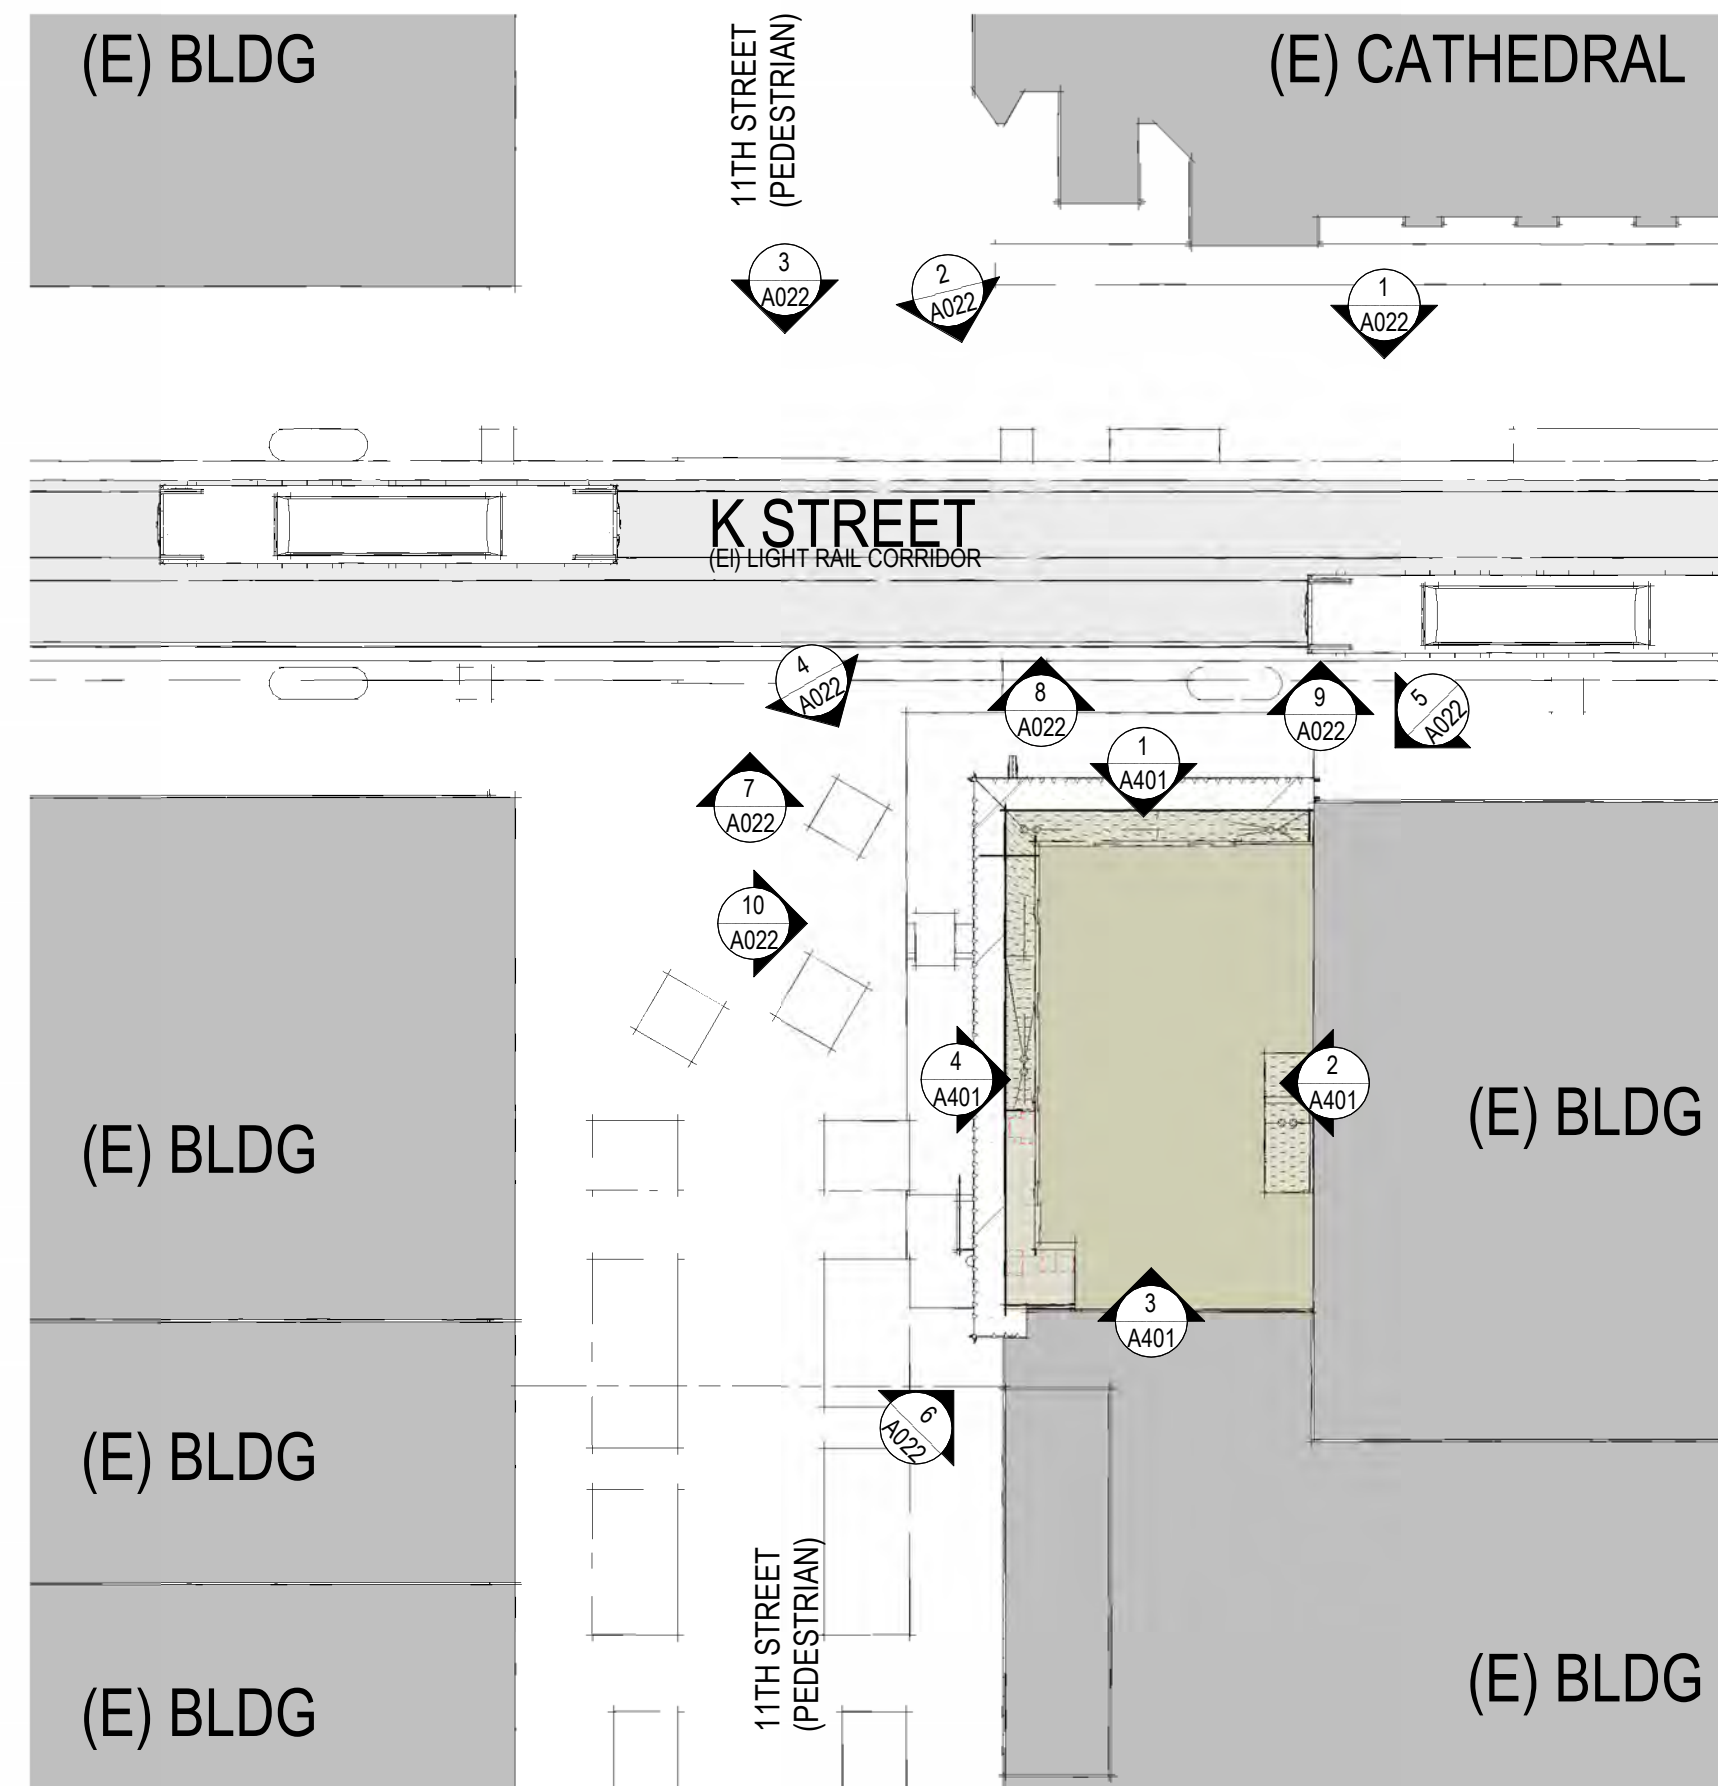 (E) BLDG
11TH STREET
(PEDESTRIAN)
(E) CATHEDRAL
3
A022
2
A022
1
A022
K STREET
(EI) LIGHT RAIL CORRIDOR
4
A022
8
A022
9
A022
5
A022
1
A401
7
A022
10
A022
4
A401
2
A401
(E) BLDG
(E) BLDG
3
A401
6
A022
(E) BLDG
11TH STREET
(PEDESTRIAN)
(E) BLDG
(E) BLDG